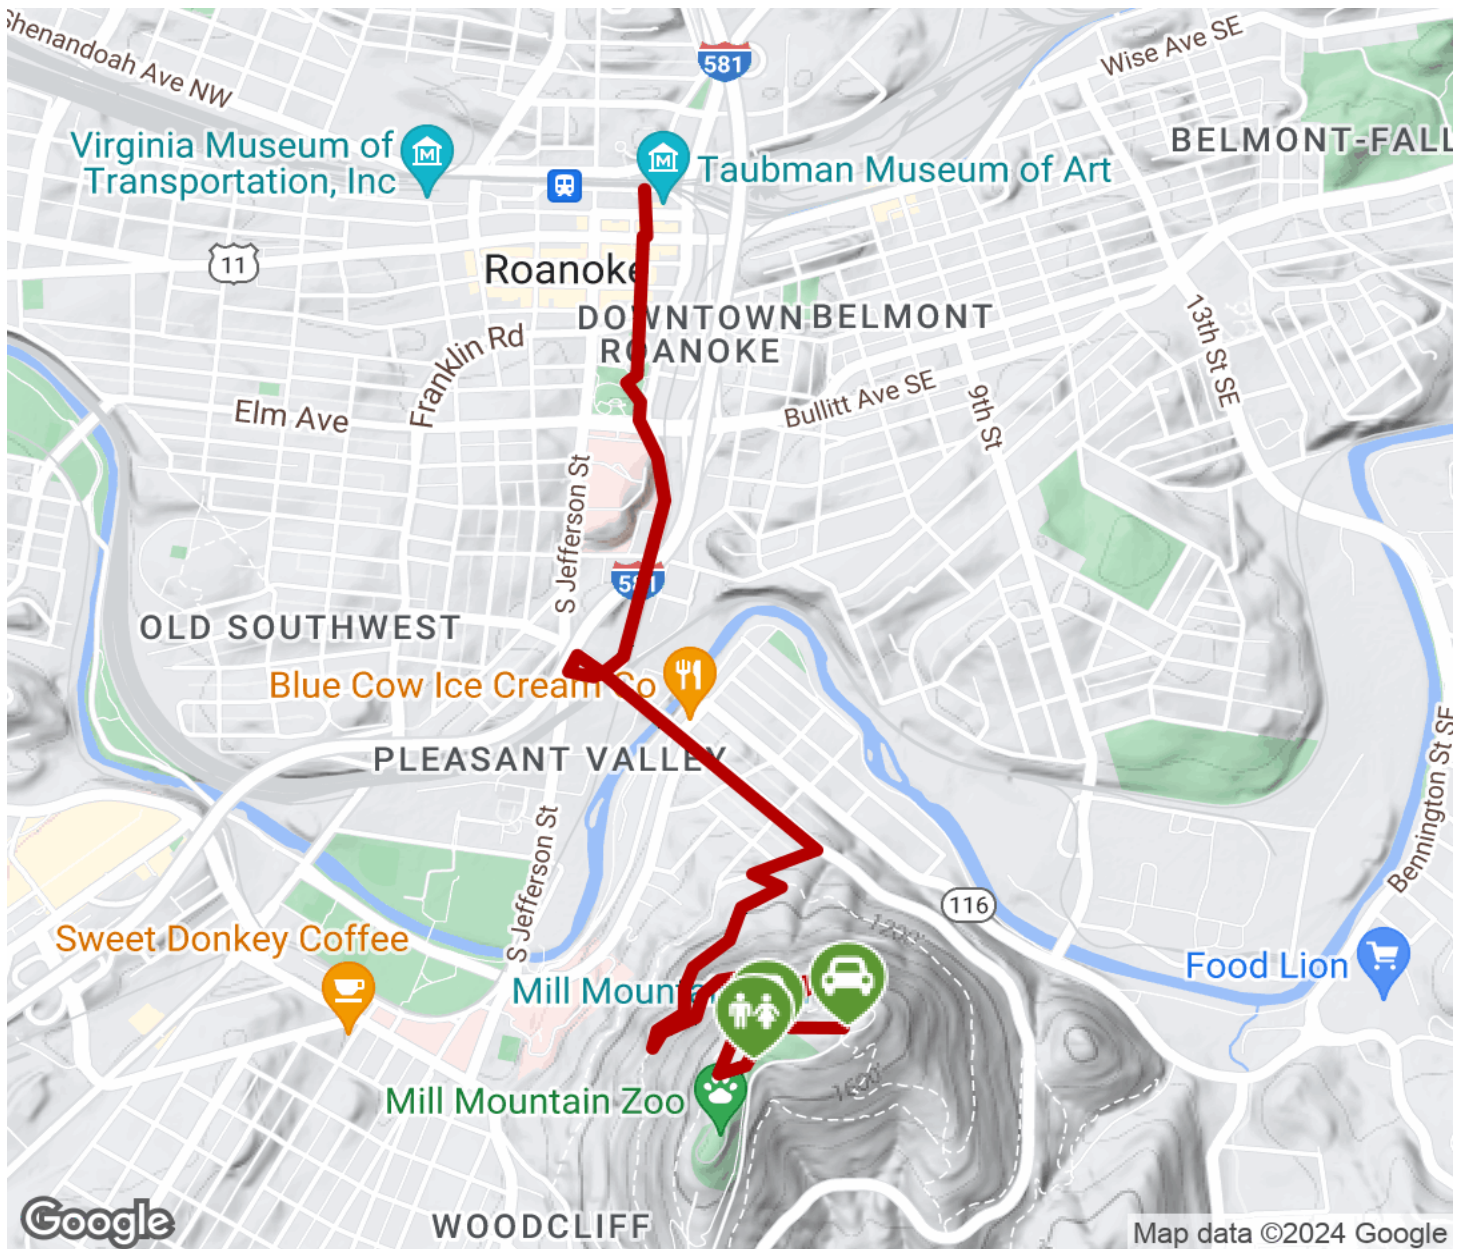 Shenandoah Ave NW
581
Wise Ave SE
Virginia Museum of
Transportation, Inc
Taubman Museum of Art
BELMONT-FALL
11
Roanoke
DOWNTOWN
ROANOKE
BELMONT
13th St SE
Franklin Rd
Elm Ave
Bullitt Ave SE
9th St
S Jefferson St
581
OLD SOUTHWEST
Blue Cow Ice Cream Co
PLEASANT VALLEY
Bennington St SE
S Jefferson St
116
1200'
Sweet Donkey Coffee
Food Lion
Mill Mountain
1600'
Mill Mountain Zoo
WOODCLIFF
Google
Map data ©2024 Google